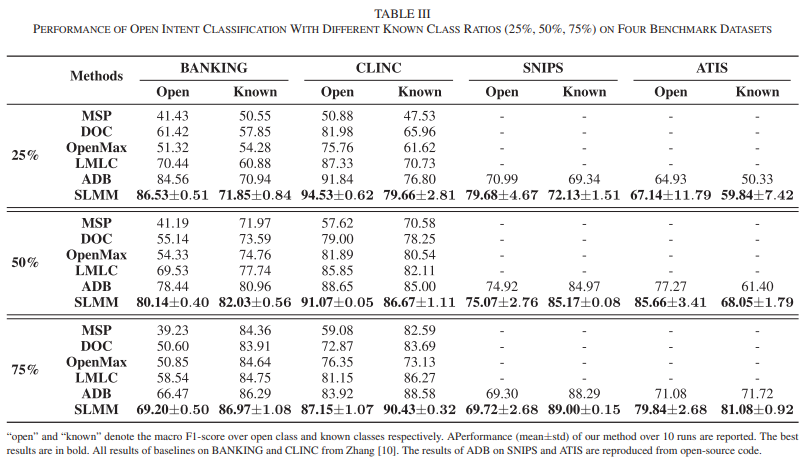 TABLE III
PERFORMANCE OF OPEN INTENT CLASSIFICATION WITH DIFFERENT KNOWN CLASS RATIOS (25%, 50%, 75%) ON FOUR BENCHMARK DATASETS
Methods BANKING CLINC SNIPS ATIS
Open Known Open Known Open Known Open Known
25%
MSP 41.43 50.55 50.88 47.53 - - - -
DOC 61.42 57.85 81.98 65.96 - - - -
OpenMax 51.32 54.28 75.76 61.62 - - - -
LMLC 70.44 60.88 87.33 70.73 - - - -
ADB 84.56 70.94 91.84 76.80 70.99 69.34 64.93 50.33
SLMM 86.53±0.51 71.85±0.84 94.53±0.62 79.66±2.81 79.68±4.67 72.13±1.51 67.14±11.79 59.84±7.42
50%
MSP 41.19 71.97 57.62 70.58 - - - -
DOC 55.14 73.59 79.00 78.25 - - - -
OpenMax 54.33 74.76 81.89 80.54 - - - -
LMLC 69.53 77.74 85.85 82.11 - - - -
ADB 78.44 80.96 88.65 85.00 74.92 84.97 77.27 61.40
SLMM 80.14±0.40 82.03±0.56 91.07±0.05 86.67±1.11 75.07±2.76 85.17±0.08 85.66±3.41 68.05±1.79
75%
MSP 39.23 84.36 59.08 82.59 - - - -
DOC 50.60 83.91 72.87 83.69 - - - -
OpenMax 50.85 84.64 76.35 73.13 - - - -
LMLC 58.54 84.75 81.15 86.27 - - - -
ADB 66.47 86.29 83.92 88.58 69.30 88.29 71.08 71.72
SLMM 69.20±0.50 86.97±1.08 87.15±1.07 90.43±0.32 69.72±2.68 89.00±0.15 79.84±2.68 81.08±0.92
"open" and "known" denote the macro F1-score over open class and known classes respectively. APerformance (mean±std) of our method over 10 runs are reported. The best
results are in bold. All results of baselines on BANKING and CLINC from Zhang [10]. The results of ADB on SNIPS and ATIS are reproduced from open-source code.